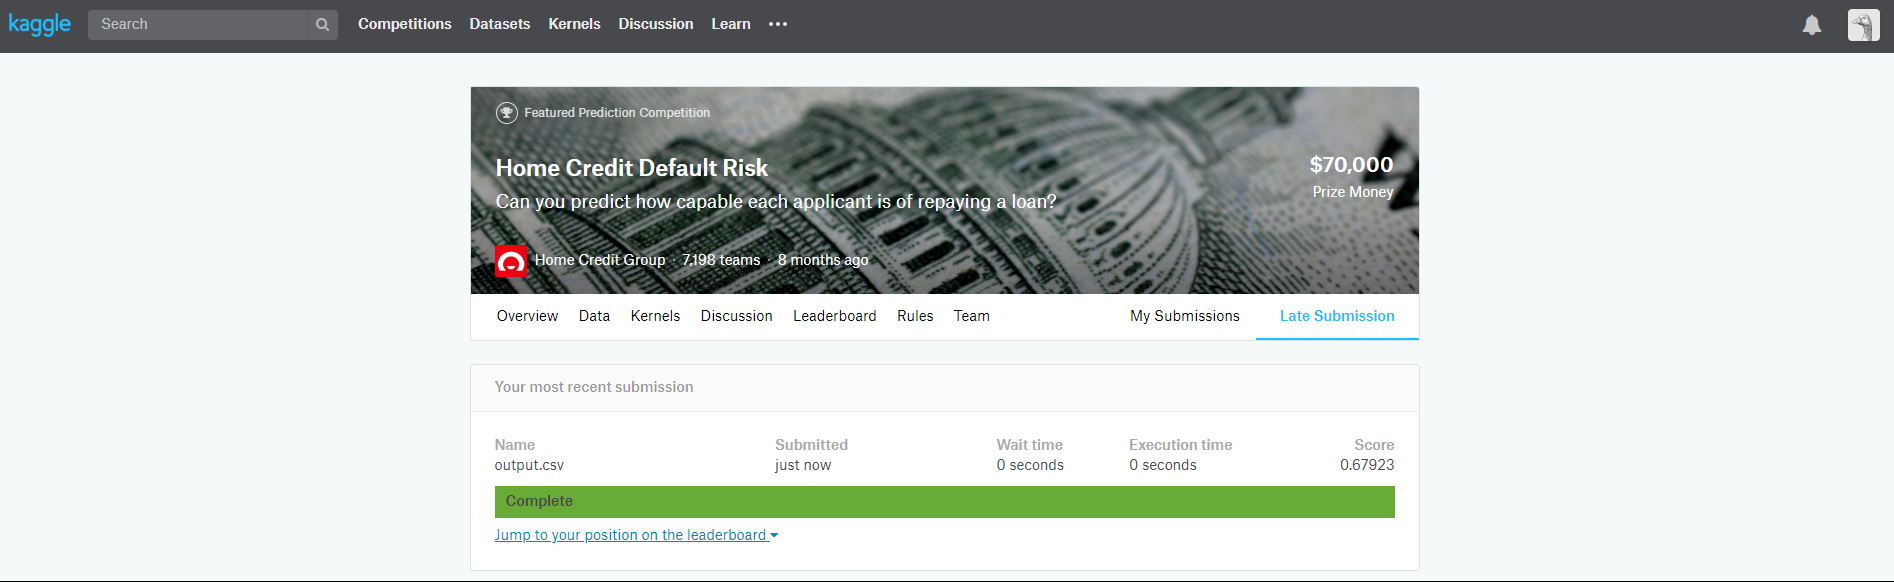 kaggle Search Competitions Datasets Kernels Discussion Learn
Featured Prediction Competition
Home Credit Default Risk
$70,000
Can you predict how capable each applicant is of repaying a loan?
Prize Money
Home Credit Group · 7,198 teams · 8 months ago
Overview Data Kernels Discussion Leaderboard Rules Team My Submissions Late Submission
Your most recent submission
Name Submitted Wait time Execution time Score
output.csv just now 0 seconds 0 seconds 0.67923
Complete
Jump to your position on the leaderboard